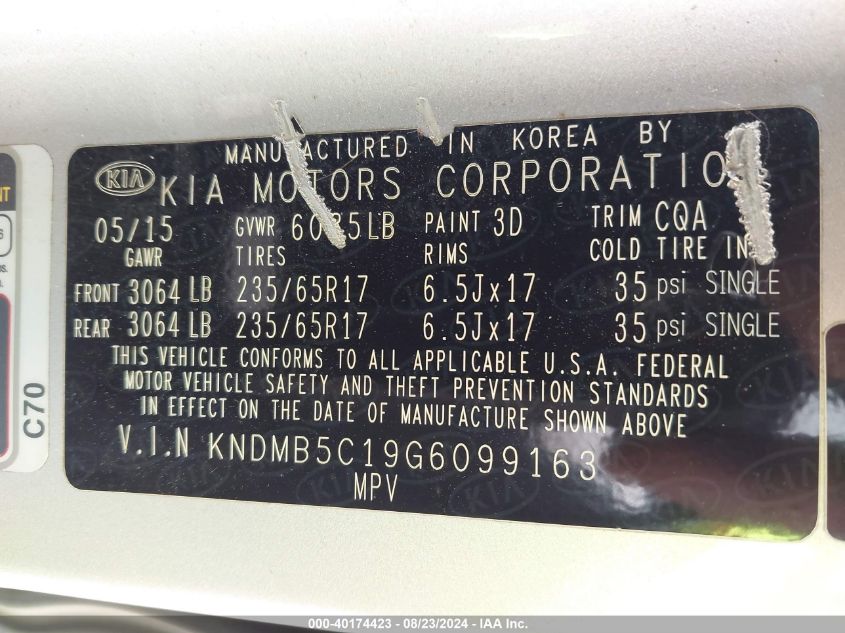 MANUFACTURED IN KOREA BY
KIA KIA MOTORS CORPORATION
05/15 GVWR LB PAINT 3D TRIM CQA
GAWR TIRES RIMS COLD TIRE
FRONT 3064 LB 235/65R17 6.5Jx17 35 psi SINGLE
REAR 3064 LB 235/65R17 6.5Jx17 35 psi SINGLE
THIS VEHICLE CONFORMS TO ALL APPLICABLE U.S.A. FEDERAL
MOTOR VEHICLE SAFETY AND THEFT PREVENTION STANDARDS
IN EFFECT ON THE DATE OF MANUFACTURE SHOWN ABOVE
V.I.N KNDMB5C19G6099163
MPV
C70
000-40174423 - 08/23/2024 - IAA Inc.